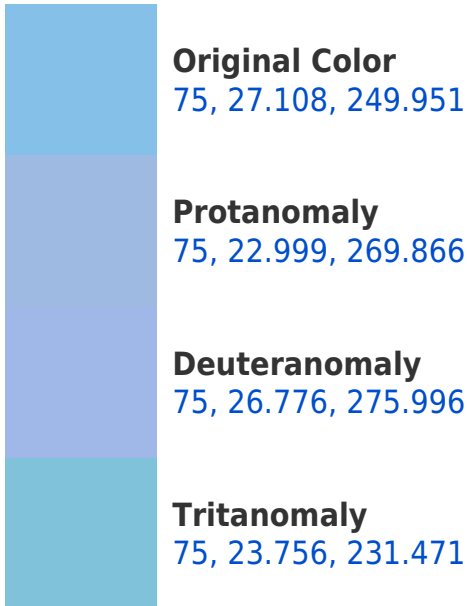 Original Color
75, 27.108, 249.951
Protanomaly
75, 22.999, 269.866
Deuteranomaly
75, 26.776, 275.996
Tritanomaly
75, 23.756, 231.471